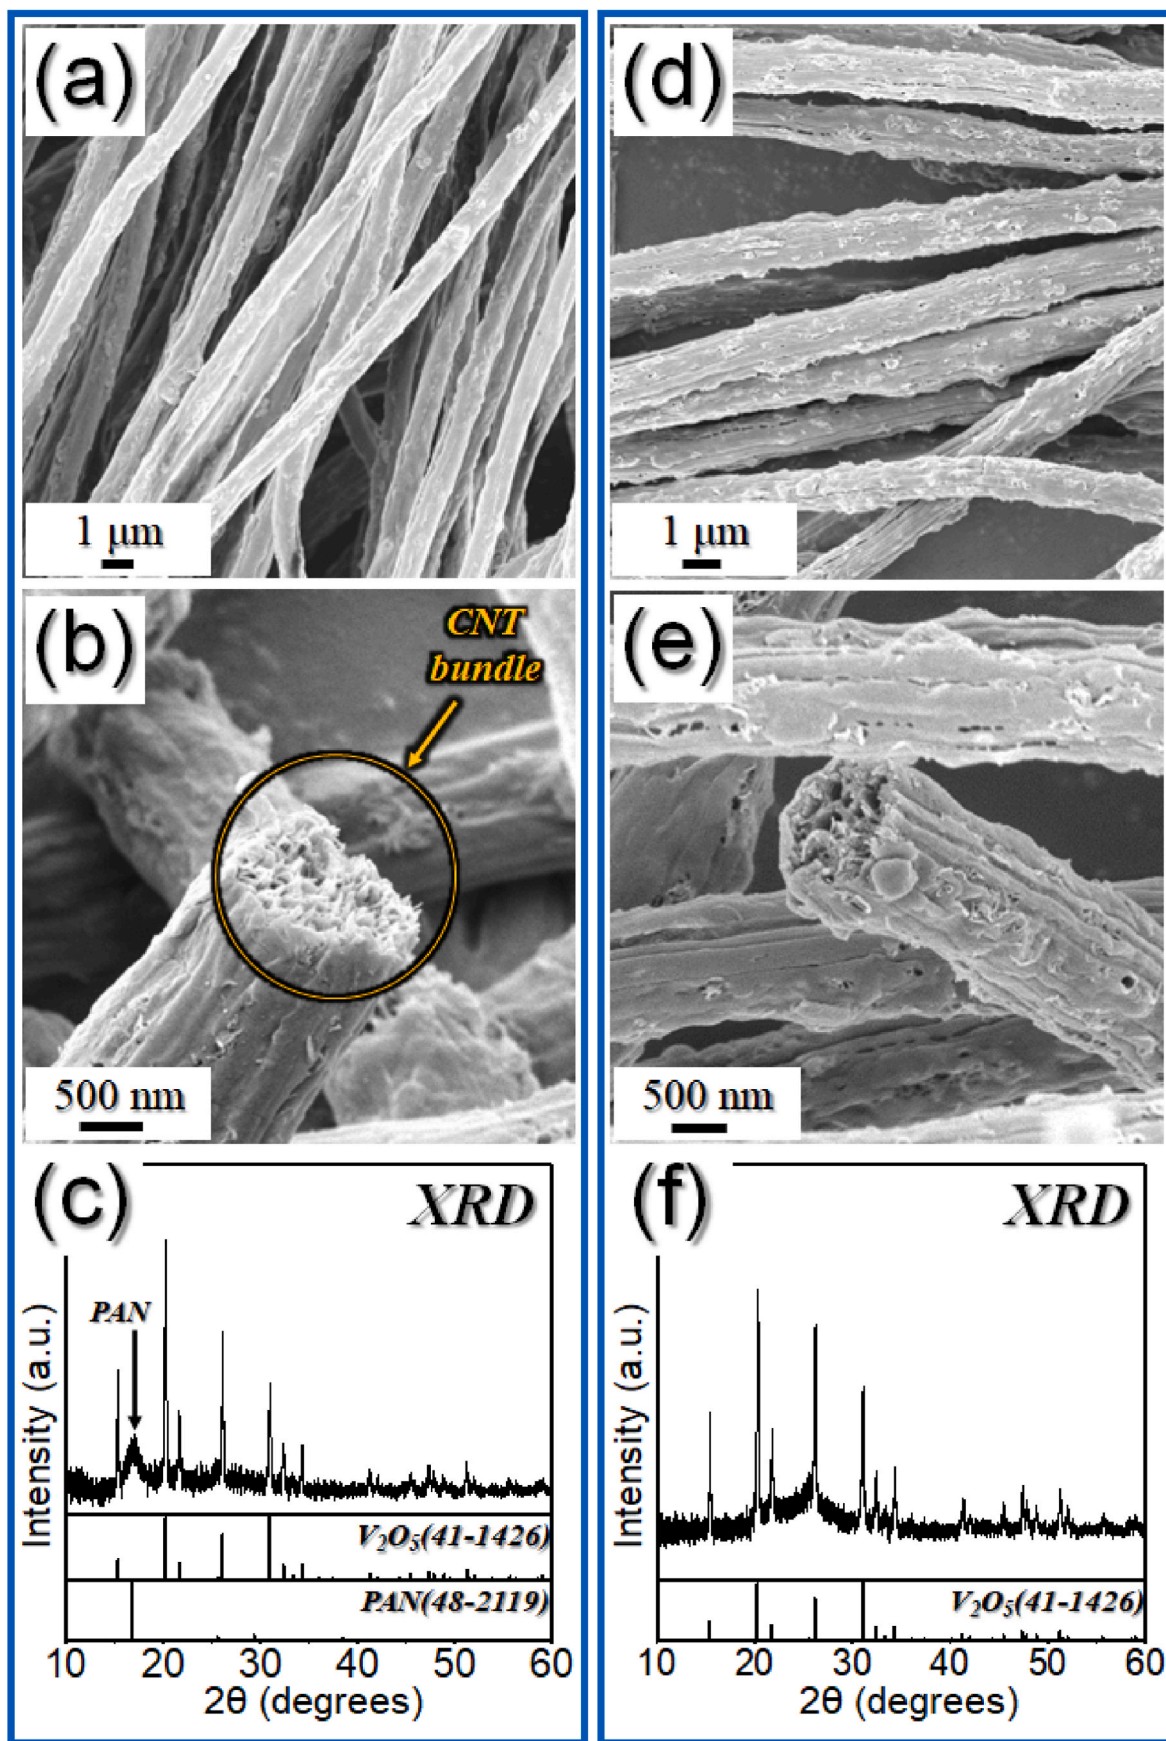 (a)
1 μm
(b)
CNT
bundle
500 nm
(c)
XRD
PAN
Intensity (a.u.)
V₂O₅(41-1426)
PAN(48-2119)
10 20 30 40 50 60
2θ (degrees)
(d)
1 μm
(e)
500 nm
(f)
XRD
Intensity (a.u.)
V₂O₅(41-1426)
10 20 30 40 50 60
2θ (degrees)